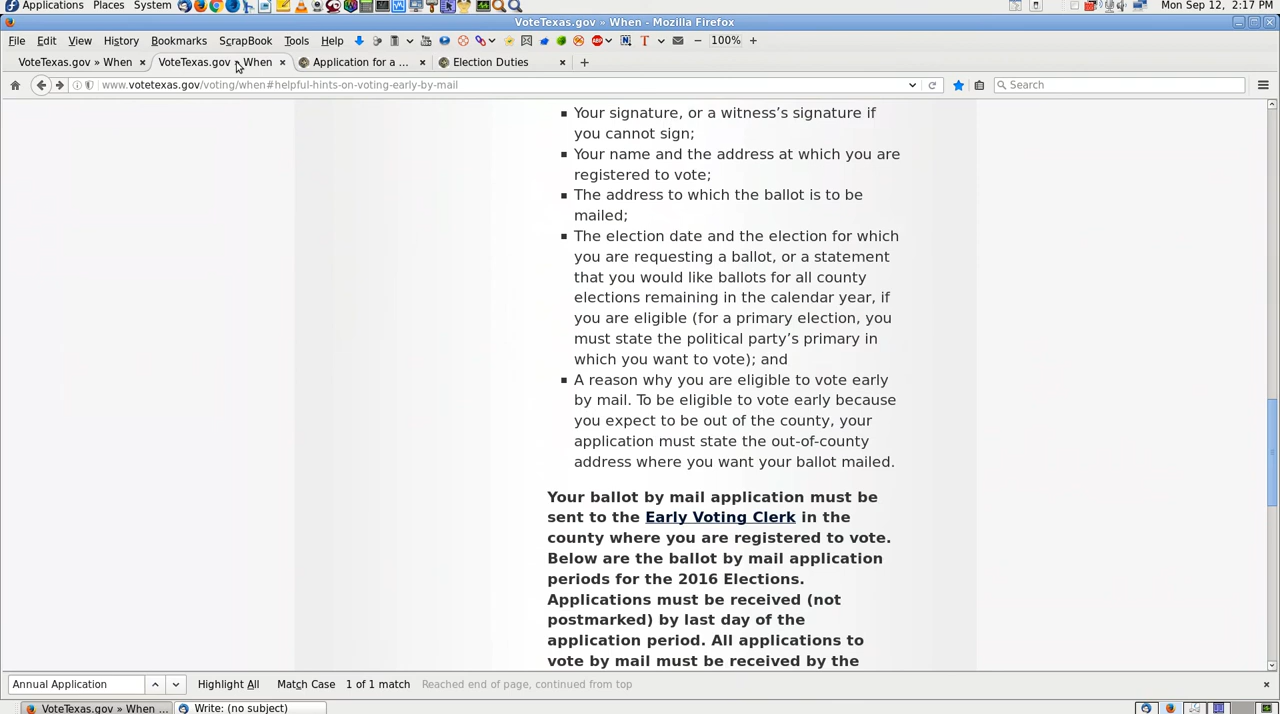 Applications Places System Mon Sep 12, 2:17 PM
VoteTexas.gov » When - Mozilla Firefox
File Edit View History Bookmarks ScrapBook Tools Help 100%
VoteTexas.gov » When VoteTexas.gov » When Application for a ... Election Duties
www.votetexas.gov/voting/when#helpful-hints-on-voting-early-by-mail Search
Your signature, or a witness’s signature if
you cannot sign;
Your name and the address at which you are
registered to vote;
The address to which the ballot is to be
mailed;
The election date and the election for which
you are requesting a ballot, or a statement
that you would like ballots for all county
elections remaining in the calendar year, if
you are eligible (for a primary election, you
must state the political party’s primary in
which you want to vote); and
A reason why you are eligible to vote early
by mail. To be eligible to vote early because
you expect to be out of the county, your
application must state the out-of-county
address where you want your ballot mailed.
Your ballot by mail application must be
sent to the Early Voting Clerk in the
county where you are registered to vote.
Below are the ballot by mail application
periods for the 2016 Elections.
Applications must be received (not
postmarked) by last day of the
application period. All applications to
vote by mail must be received by the
Annual Application Highlight All Match Case 1 of 1 match Reached end of page, continued from top
VoteTexas.gov » When ... Write: (no subject)